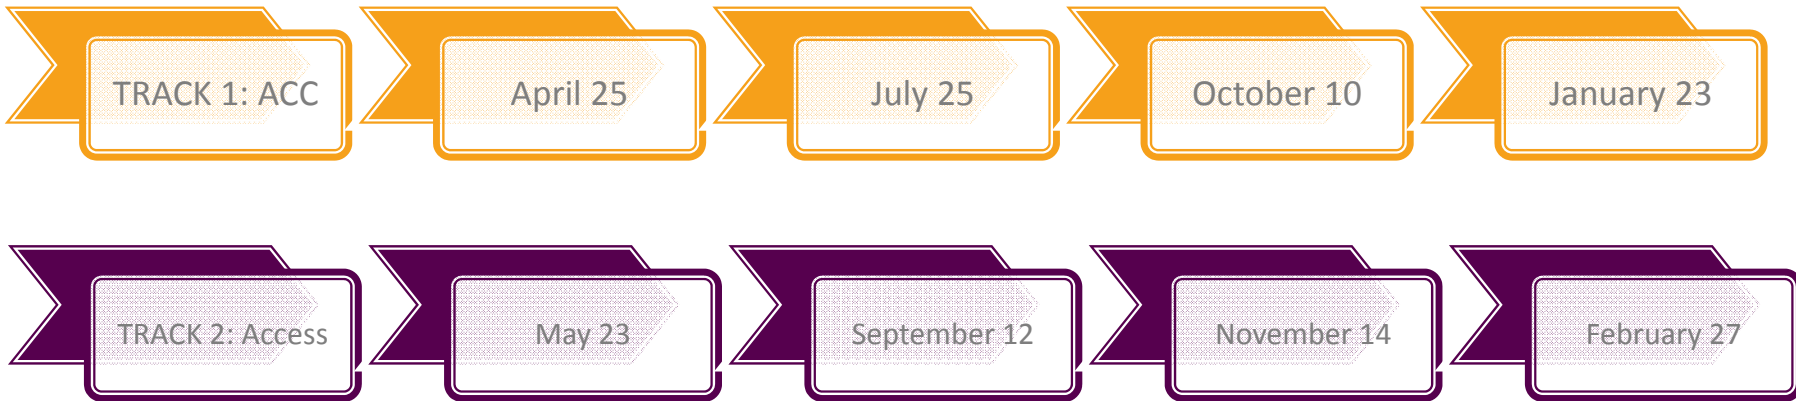 TRACK 1: ACC
April 25
July 25
October 10
January 23
TRACK 2: Access
May 23
September 12
November 14
February 27